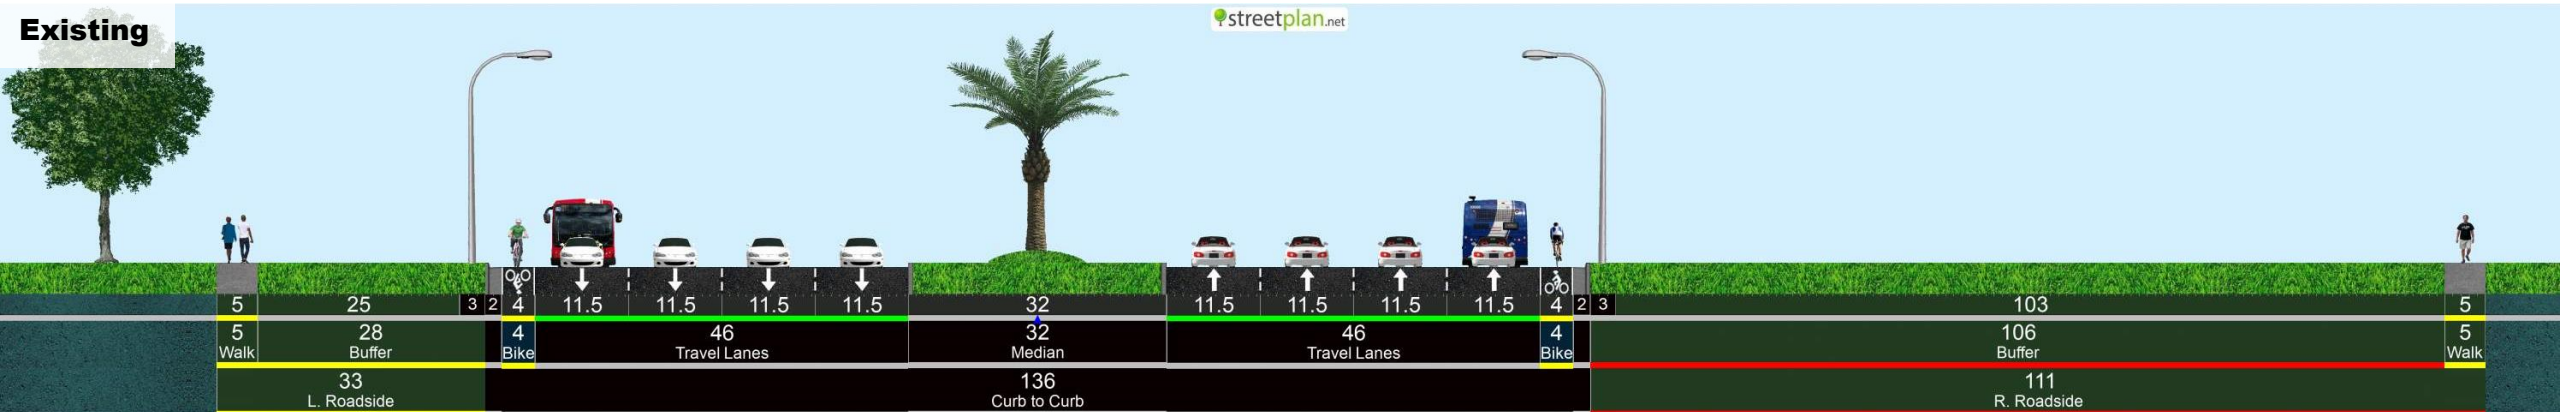 Existing
streetplan.net
5 25 3 2 4 11.5 11.5 11.5 11.5 32 11.5 11.5 11.5 11.5 4 2 3 103 5
5 28 4 46 32 46 4 106 5
Walk Buffer Bike Travel Lanes Median Travel Lanes Bike Buffer Walk
33 136 111
L. Roadside Curb to Curb R. Roadside